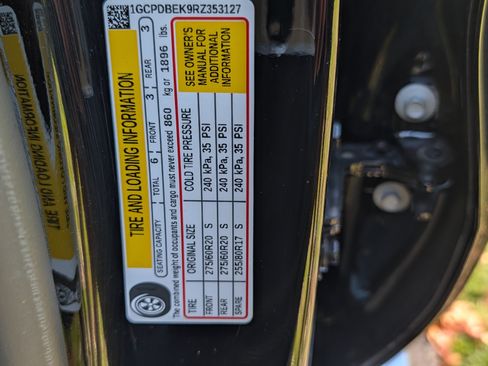 1GCPDBEK9RZ353127
TIRE AND LOADING INFORMATION
SEATING CAPACITY TOTAL 6 FRONT 3 REAR 3
The combined weight of occupants and cargo must never exceed 860 kg or 1896 lbs.
TIRE ORIGINAL SIZE COLD TIRE PRESSURE
FRONT 275/60R20 S 240 kPa, 35 PSI
REAR 275/60R20 S 240 kPa, 35 PSI
SPARE 255/80R17 S 240 kPa, 35 PSI
SEE OWNER'S
MANUAL FOR
ADDITIONAL
INFORMATION